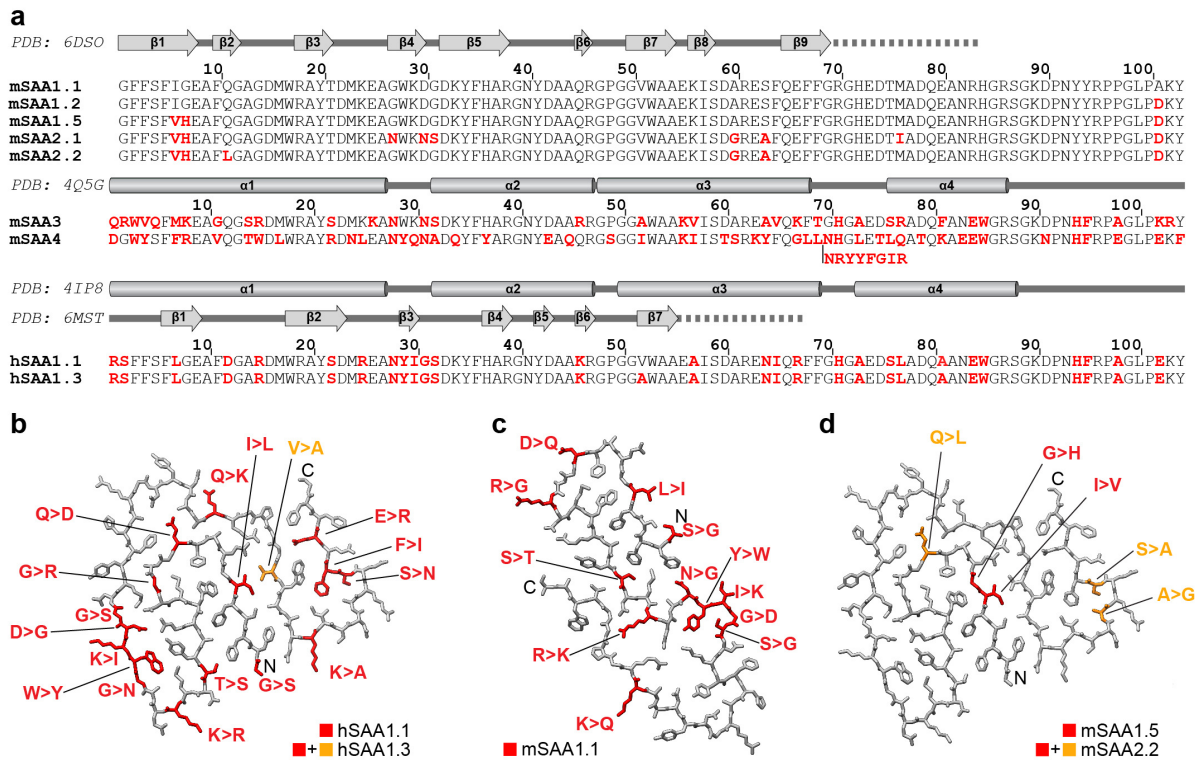 a
PDB: 6DSO β1 β2 β3 β4 β5 β6 β7 β8 β9
10 20 30 40 50 60 70 80 90 100
mSAA1.1 GFFSFIGEAFQGAGDMWRAYTDMKEAGWKDGDKYFHARGNYDAAQRGPGGVWAAEKISDARESFQEFFGRGHEDTMADQEANRHGRSGKDPNYYRPPGLPAKY
mSAA1.2 GFFSFIGEAFQGAGDMWRAYTDMKEAGWKDGDKYFHARGNYDAAQRGPGGVWAAEKISDARESFQEFFGRGHEDTMADQEANRHGRSGKDPNYYRPPGLPDKY
mSAA1.5 GFFSFVHEAFQGAGDMWRAYTDMKEAGWKDGDKYFHARGNYDAAQRGPGGVWAAEKISDARESFQEFFGRGHEDTMADQEANRHGRSGKDPNYYRPPGLPDKY
mSAA2.1 GFFSFVHEAFQGAGDMWRAYTDMKEANWKNSDKYFHARGNYDAAQRGPGGVWAAEKISDGREAFQEFFGRGHEDTIADQEANRHGRSGKDPNYYRPPGLPDKY
mSAA2.2 GFFSFVHEAFLGAGDMWRAYTDMKEAGWKDGDKYFHARGNYDAAQRGPGGVWAAEKISDGREAFQEFFGRGHEDTMADQEANRHGRSGKDPNYYRPPGLPDKY
PDB: 4Q5G α1 α2 α3 α4
10 20 30 40 50 60 70 80 90 100
mSAA3 QRWVQFMKEAGQGSRDMWRAYSDMKKANWKNSDKYFHARGNYDAARRGPGGAWAAKVISDAREAVQKFTGHGAEDSRADQFANEWGRSGKDPNHFRPAGLPKRY
mSAA4 DGWYSFFREAVQGTWDLWRAYRDNLEANYQNADQYFYARGNYEAQQRGSGGIWAAKIISTSRKYFQGLLNHGLETLQATQKAEEWGRSGKNPNHFRPEGLPEKF
NRYYFGIR
PDB: 4IP8 α1 α2 α3 α4
PDB: 6MST β1 β2 β3 β4 β5 β6 β7
10 20 30 40 50 60 70 80 90 100
hSAA1.1 RSFFSFLGEAFDGARDMWRAYSDMREANYIGSDKYFHARGNYDAAKRGPGGVWAAEAISDARENIQRFFGHGAEDSLADQAANEWGRSGKDPNHFRPAGLPEKY
hSAA1.3 RSFFSFLGEAFDGARDMWRAYSDMREANYIGSDKYFHARGNYDAAKRGPGGAWAAEAISDARENIQRFFGHGAEDSLADQAANEWGRSGKDPNHFRPAGLPEKY
b
I>L
V>A
C
Q>K
Q>D
E>R
F>I
G>R
S>N
G>S
D>G
K>I
N
K>A
W>Y
G>N
T>S
G>S
K>R
hSAA1.1
+ hSAA1.3
c
D>Q
R>G
L>I
N
S>G
S>T
Y>W
N>G
C
I>K
G>D
S>G
R>K
K>Q
mSAA1.1
d
Q>L
G>H
C
I>V
S>A
A>G
N
mSAA1.5
+ mSAA2.2